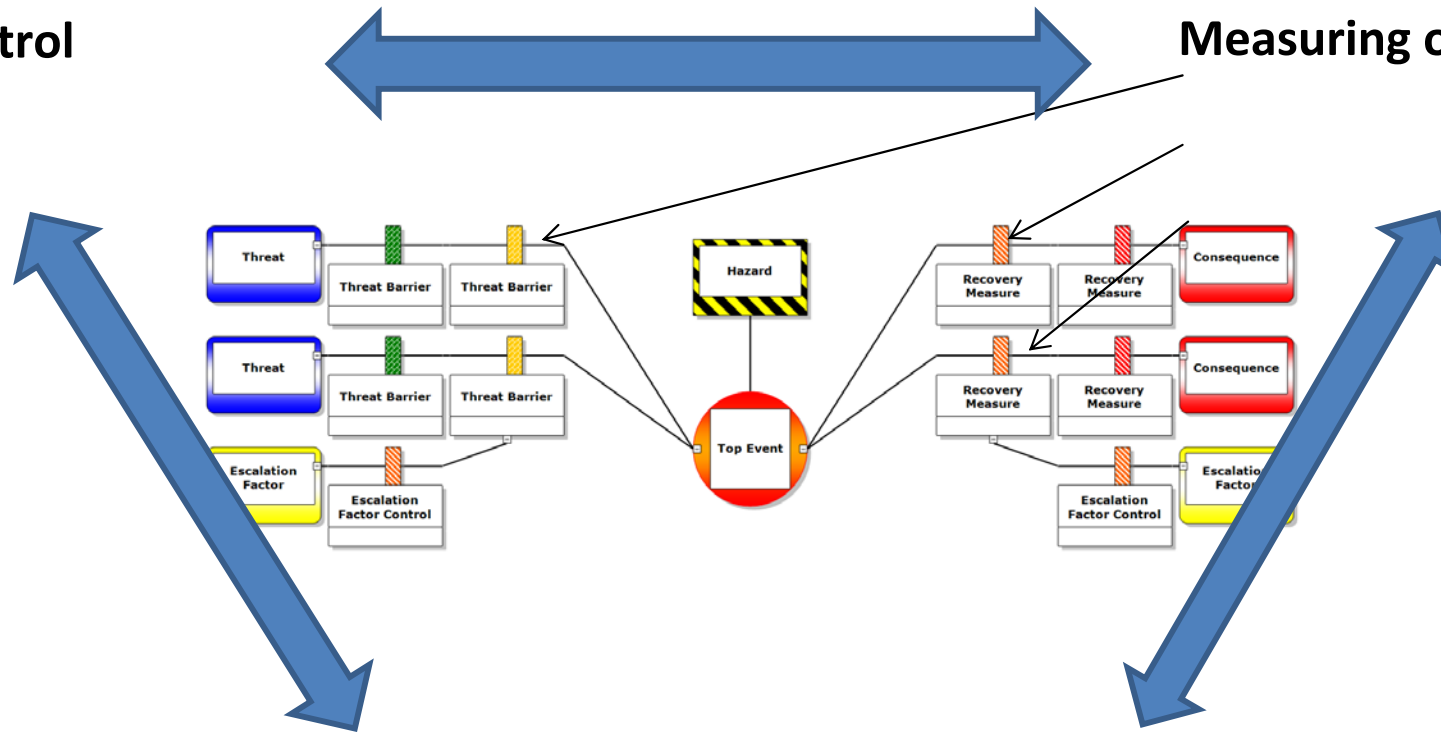 trol
Measuring o
Threat
Threat Barrier
Threat Barrier
Hazard
Recovery
Measure
Recovery
Measure
Consequence
Threat
Threat Barrier
Threat Barrier
Top Event
Recovery
Measure
Recovery
Measure
Consequence
Escalation
Factor
Escalation
Factor Control
Escalation
Factor Control
Escalatio
Factor